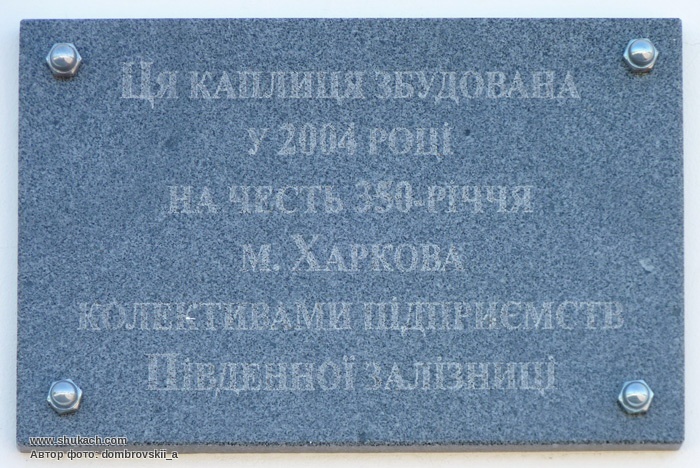 Ця каплиця збудована
у 2004 році
на честь 350-річчя
м. Харкова
колективами підприємств
Південної залізниці
www.shukach.com
Автор фото: dombrovskii_a